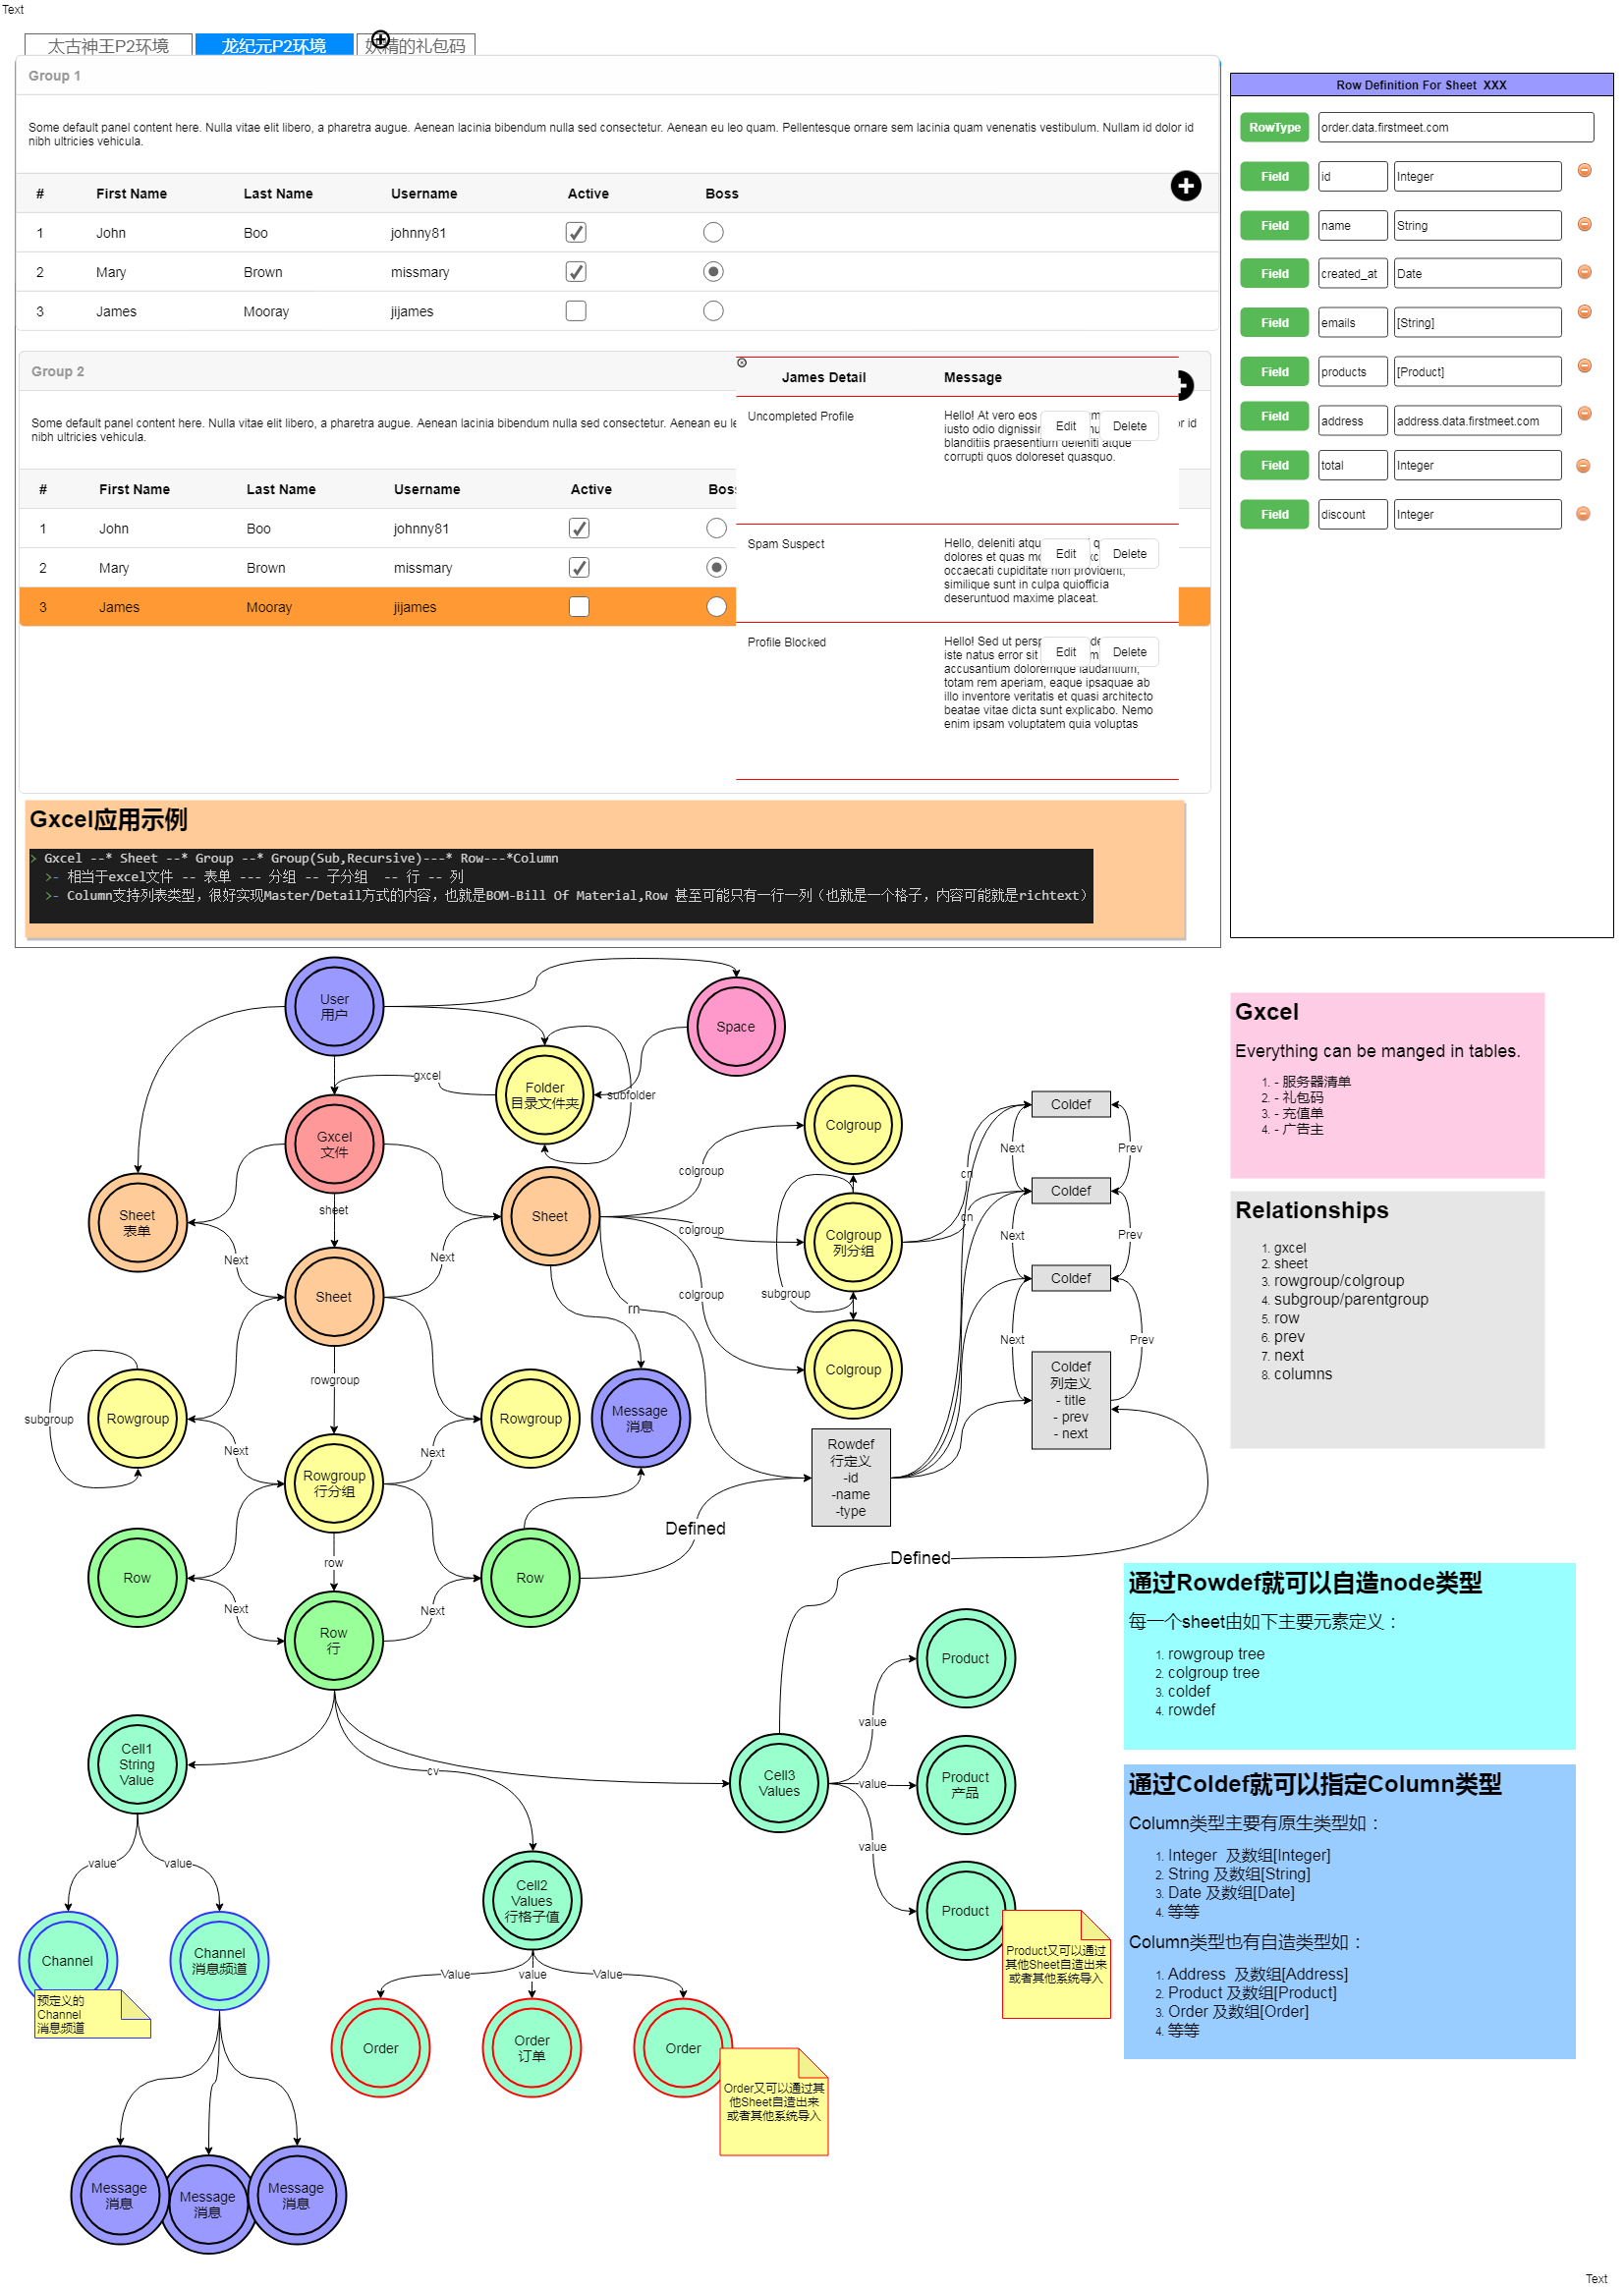 Text
太古神王P2环境
龙纪元P2环境
妖精的礼包码
Group 1
Some default panel content here. Nulla vitae elit libero, a pharetra augue. Aenean lacinia bibendum nulla sed consectetur. Aenean eu leo quam. Pellentesque ornare sem lacinia quam venenatis vestibulum. Nullam id dolor id
nibh ultricies vehicula.
# First Name Last Name Username Active Boss
1 John Boo johnny81
2 Mary Brown missmary
3 James Mooray jijames
Group 2
Some default panel content here. Nulla vitae elit libero, a pharetra augue. Aenean lacinia bibendum nulla sed consectetur. Aenean eu
or id
nibh ultricies vehicula.
# First Name Last Name Username Active
1 John Boo johnny81
2 Mary Brown missmary
3 James Mooray jijames
James Detail Message
Uncompleted Profile
Hello! At vero eos
iusto odio
blanditiis praesentium deleniti atque
corrupti quos doloreset quasquo.
Edit Delete
Spam Suspect
Hello, deleniti
dolores et quas
occaecati cupiditate non provident,
similique sunt in culpa quiofficia
deseruntuod maxime placeat.
Edit Delete
Profile Blocked
Hello! Sed ut
iste natus error sit
accusantium doloremque laudantium,
totam rem aperiam, eaque ipsaquae ab
illo inventore veritatis et quasi architecto
beatae vitae dicta sunt explicabo. Nemo
enim ipsam voluptatem quia voluptas
Edit Delete
Row Definition For Sheet XXX
RowType order.data.firstmeet.com
Field id Integer
Field name String
Field created_at Date
Field emails [String]
Field products [Product]
Field address address.data.firstmeet.com
Field total Integer
Field discount Integer
Gxcel应用示例
> Gxcel --* Sheet --* Group --* Group(Sub,Recursive)---* Row---*Column
>- 相当于excel文件 -- 表单 --- 分组 -- 子分组 -- 行 -- 列
>- Column支持列表类型，很好实现Master/Detail方式的内容，也就是BOM-Bill Of Material,Row 甚至可能只有一行一列（也就是一个格子，内容可能就是richtext）
User
用户
Space
Folder
目录文件夹
gxcel
subfolder
Gxcel
文件
sheet
Sheet
表单
Sheet
Sheet
Next
Next
Colgroup
Colgroup
列分组
Colgroup
colgroup
colgroup
colgroup
subgroup
cn
cn
rn
Coldef
Coldef
Coldef
Coldef
列定义
- title
- prev
- next
Next
Prev
Next
Prev
Next
Prev
Rowgroup
subgroup
rowgroup
Rowgroup
Message
消息
Next
Next
Rowgroup
行分组
Rowdef
行定义
-id
-name
-type
Defined
Defined
Row
row
Row
Next
Next
Row
行
Gxcel
Everything can be manged in tables.
1. - 服务器清单
2. - 礼包码
3. - 充值单
4. - 广告主
Relationships
1. gxcel
2. sheet
3. rowgroup/colgroup
4. subgroup/parentgroup
5. row
6. prev
7. next
8. columns
通过Rowdef就可以自造node类型
每一个sheet由如下主要元素定义：
1. rowgroup tree
2. colgroup tree
3. coldef
4. rowdef
通过Coldef就可以指定Column类型
Column类型主要有原生类型如：
1. Integer 及数组[Integer]
2. String 及数组[String]
3. Date 及数组[Date]
4. 等等
Column类型也有自造类型如：
1. Address 及数组[Address]
2. Product 及数组[Product]
3. Order 及数组[Order]
4. 等等
Cell1
String
Value
cv
Cell3
Values
value
value
value
Product
Product
产品
Product
Product又可以通过
其他Sheet自造出来
或者其他系统导入
value
value
Cell2
Values
行格子值
Channel
Channel
消息频道
预定义的
Channel
消息频道
Value
value
Value
Order
Order
订单
Order
Order又可以通过其
他Sheet自造出来
或者其他系统导入
Message
消息
Message
消息
Message
消息
Text